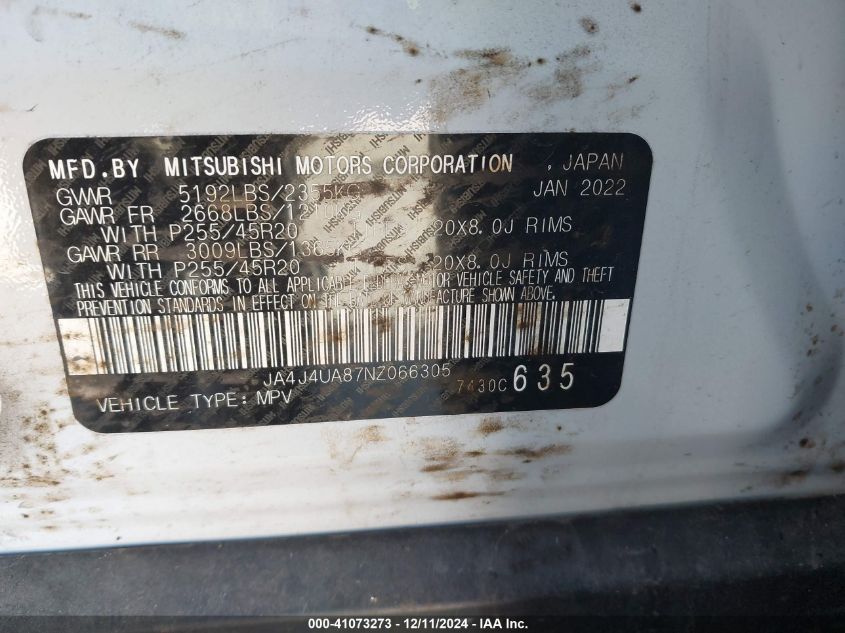 MFD.BY MITSUBISHI MOTORS CORPORATION , JAPAN
GVWR 5192LBS/2355KG JAN 2022
GAWR FR 2668LBS/1210KG
WITH P255/45R20 20X8.0J RIMS
GAWR RR 3009LBS/1365KG
WITH P255/45R20 20X8.0J RIMS
THIS VEHICLE CONFORMS TO ALL APPLICABLE FEDERAL MOTOR VEHICLE SAFETY AND THEFT
PREVENTION STANDARDS IN EFFECT ON THE DATE OF MANUFACTURE SHOWN ABOVE.
JA4J4UA87NZ066305
7430C 635
VEHICLE TYPE: MPV
000-41073273 - 12/11/2024 - IAA Inc.